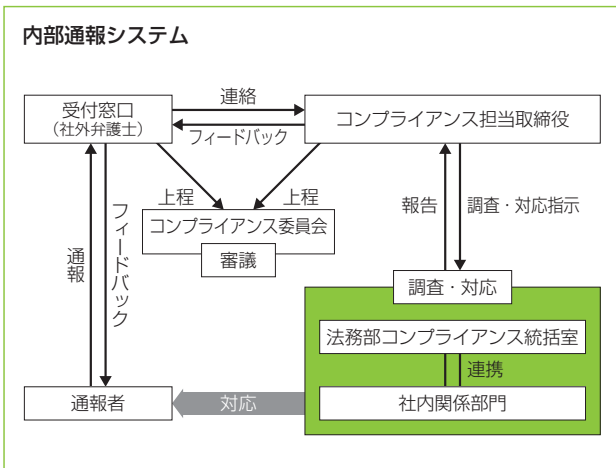 内部通報システム
受付窓口
（社外弁護士）
連絡
フィードバック
コンプライアンス担当取締役
上程
上程
コンプライアンス委員会
審議
通報
フィードバック
報告
調査・対応指示
調査・対応
法務部コンプライアンス統括室
連携
社内関係部門
対応
通報者